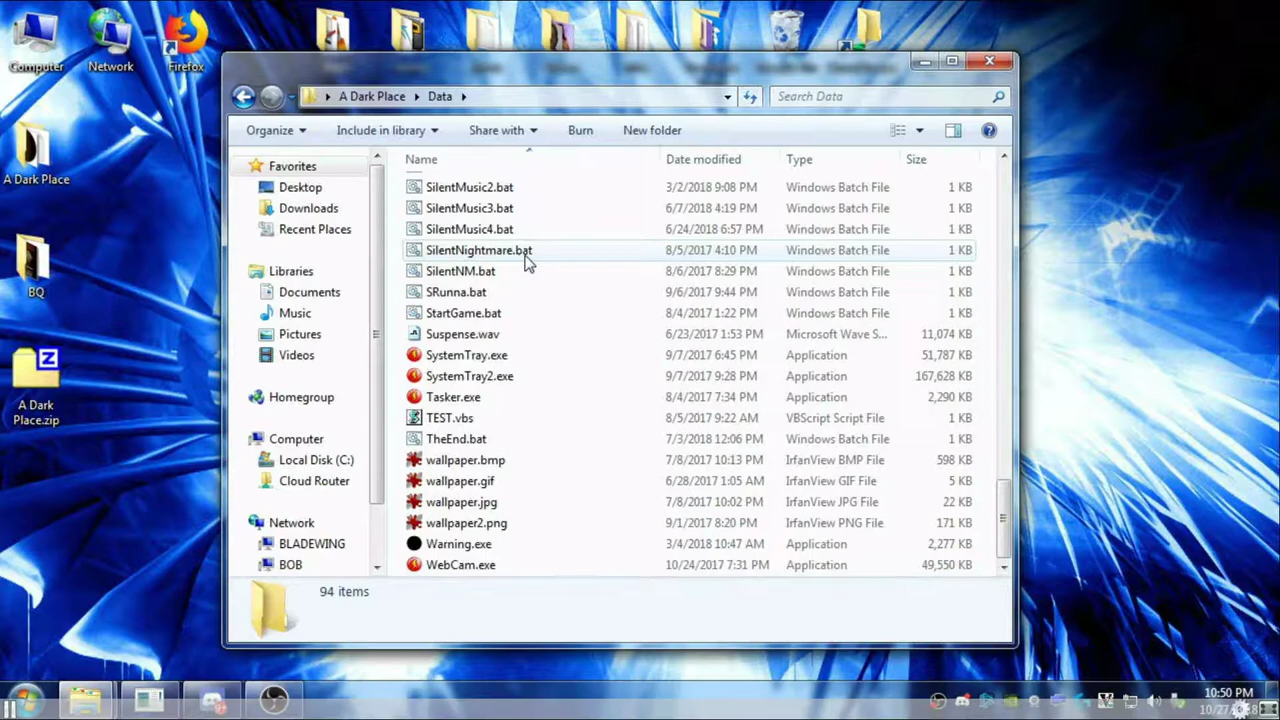 Computer
Network
Firefox
A Dark Place
BQ
A Dark
Place.zip
A Dark Place
Data
Search Data
Organize
Include in library
Share with
Burn
New folder
Favorites
Desktop
Downloads
Recent Places
Libraries
Documents
Music
Pictures
Videos
Homegroup
Computer
Local Disk (C:)
Cloud Router
Network
BLADEWING
BOB
Name Date modified Type Size
SilentMusic2.bat 3/2/2018 9:08 PM Windows Batch File 1 KB
SilentMusic3.bat 6/7/2018 4:19 PM Windows Batch File 1 KB
SilentMusic4.bat 6/24/2018 6:57 PM Windows Batch File 1 KB
SilentNightmare.bat 8/5/2017 4:10 PM Windows Batch File 1 KB
SilentNM.bat 8/6/2017 8:29 PM Windows Batch File 1 KB
SRunna.bat 9/6/2017 9:44 PM Windows Batch File 1 KB
StartGame.bat 8/4/2017 1:22 PM Windows Batch File 1 KB
Suspense.wav 6/23/2017 1:53 PM Microsoft Wave S... 11,074 KB
SystemTray.exe 9/7/2017 6:45 PM Application 51,787 KB
SystemTray2.exe 9/7/2017 9:28 PM Application 167,628 KB
Tasker.exe 8/4/2017 7:34 PM Application 2,290 KB
TEST.vbs 8/5/2017 9:22 AM VBScript Script File 1 KB
TheEnd.bat 7/3/2018 12:06 PM Windows Batch File 1 KB
wallpaper.bmp 7/8/2017 10:13 PM IrfanView BMP File 598 KB
wallpaper.gif 6/28/2017 1:05 AM IrfanView GIF File 5 KB
wallpaper.jpg 7/8/2017 10:02 PM IrfanView JPG File 22 KB
wallpaper2.png 9/1/2017 8:20 PM IrfanView PNG File 171 KB
Warning.exe 3/4/2018 10:47 AM Application 2,277 KB
WebCam.exe 10/24/2017 7:31 PM Application 49,550 KB
94 items
10:50 PM